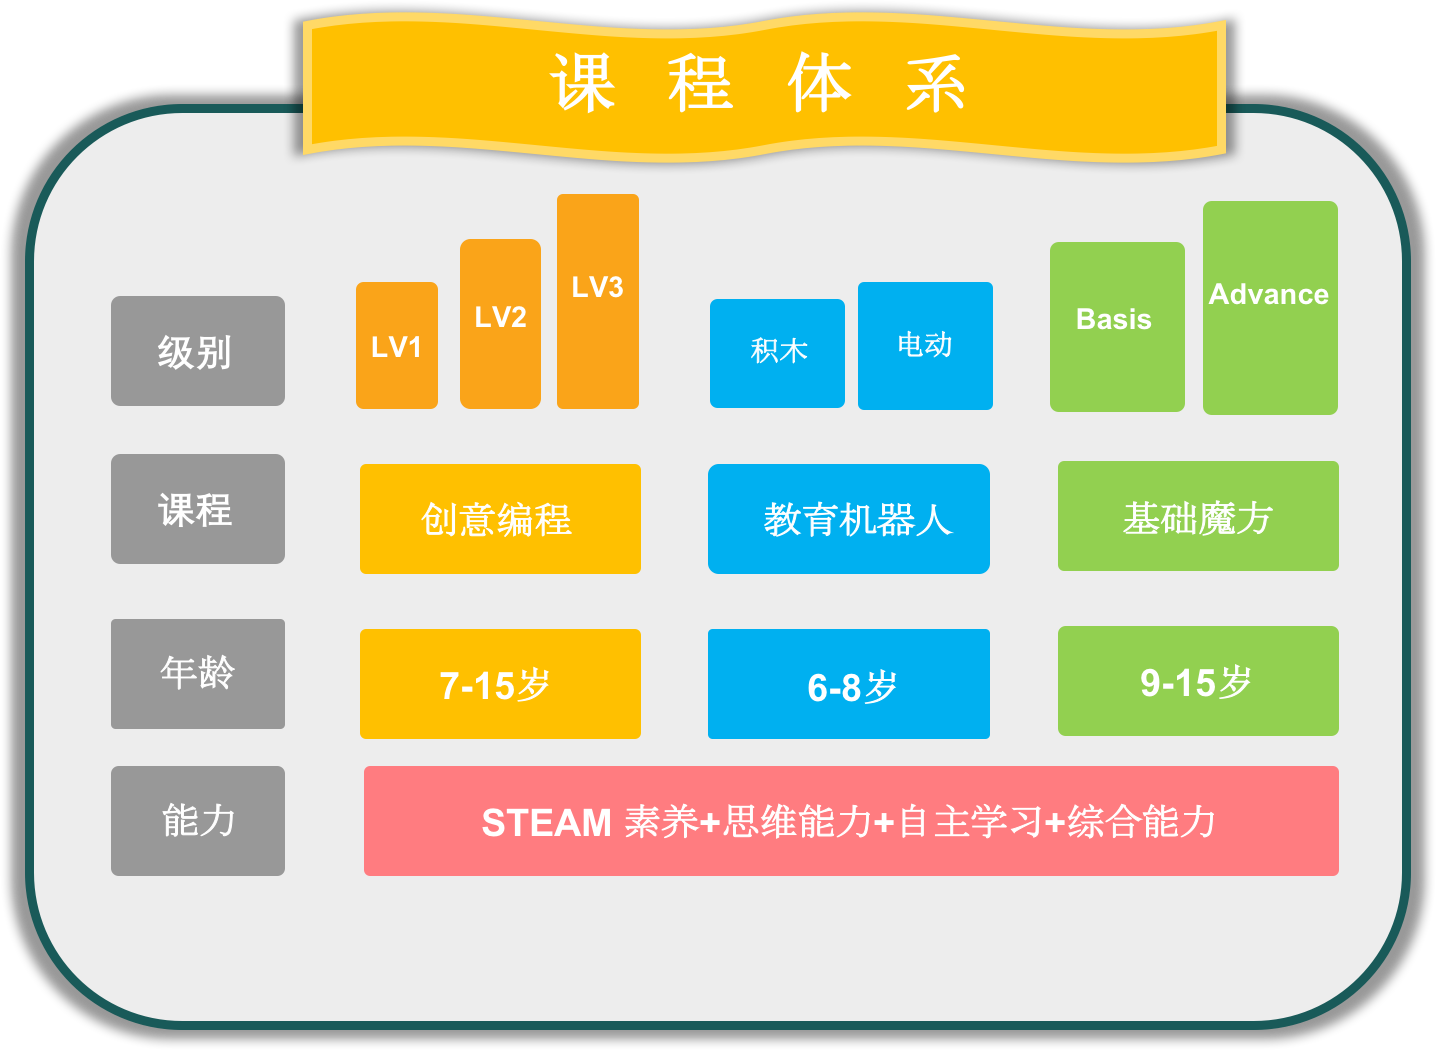 课程体系
级别
LV1
LV2
LV3
积木
电动
Basis
Advance
课程
创意编程
教育机器人
基础魔方
年龄
7-15岁
6-8岁
9-15岁
能力
STEAM 素养+思维能力+自主学习+综合能力